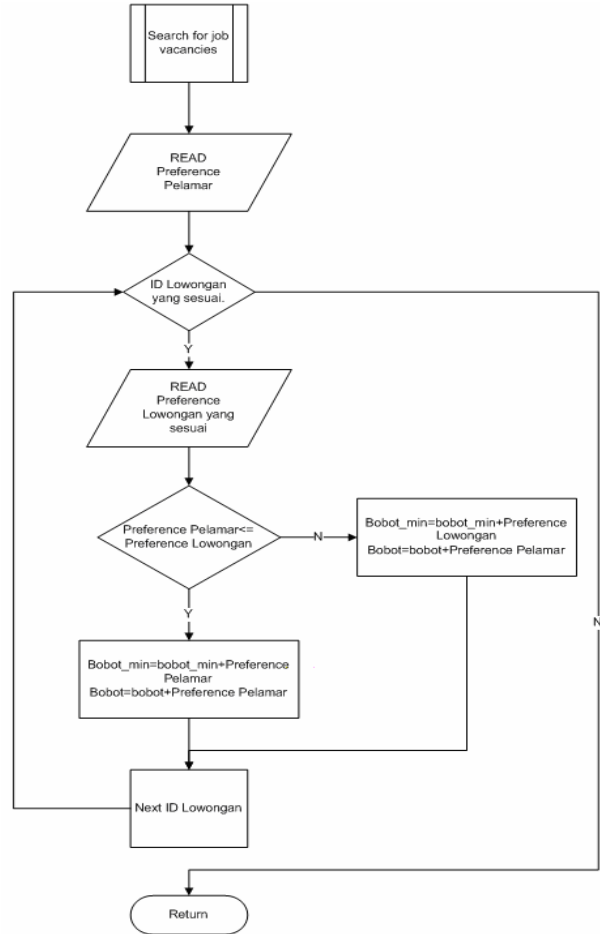 Search for job
vacancies
READ
Preference
Pelamar
ID Lowongan
yang sesuai.
Y
READ
Preference
Lowongan yang
sesuai
Preference Pelamar<=
Preference Lowongan
N
Bobot_min=bobot_min+Preference
Lowongan
Bobot=bobot+Preference Pelamar
Y
N
Bobot_min=bobot_min+Preference
Pelamar
Bobot=bobot+Preference Pelamar
Next ID Lowongan
Return